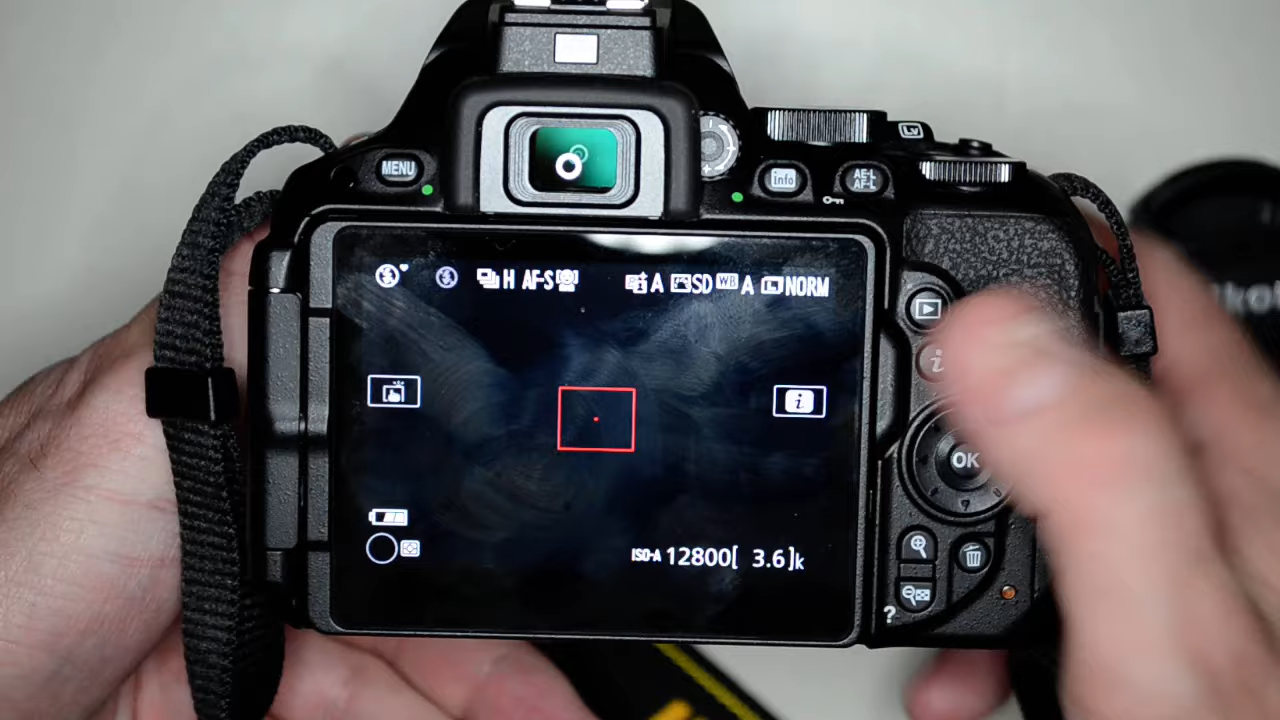 Lv
MENU
info
AE-L
AF-L
H AF-S A SD WB A NORM
i
i
OK
ISO-A 12800[ 3.6]k
?
?